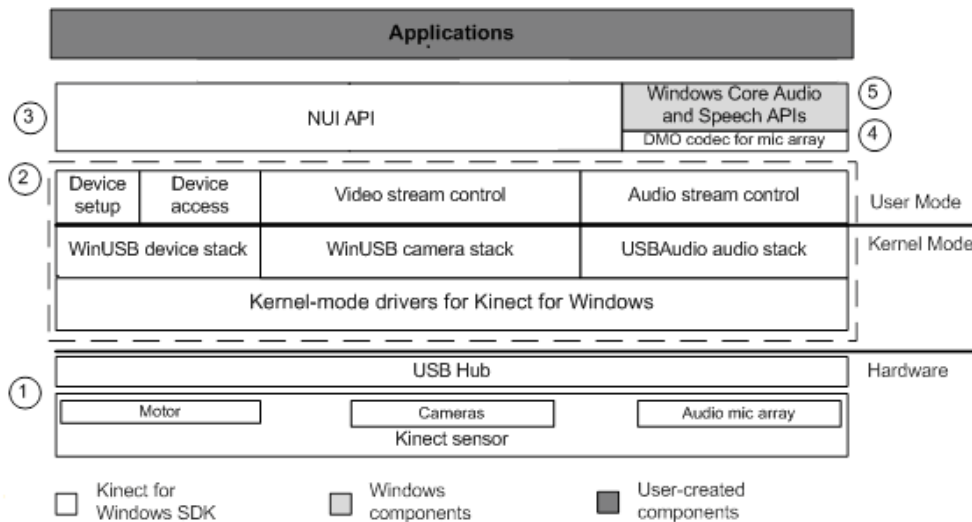 Applications
3
NUI API
Windows Core Audio
and Speech APIs
5
DMO codec for mic array
4
2
Device
setup
Device
access
Video stream control
Audio stream control
User Mode
WinUSB device stack
WinUSB camera stack
USBAudio audio stack
Kernel Mode
Kernel-mode drivers for Kinect for Windows
USB Hub
Hardware
1
Motor
Cameras
Audio mic array
Kinect sensor
Kinect for
Windows SDK
Windows
components
User-created
components